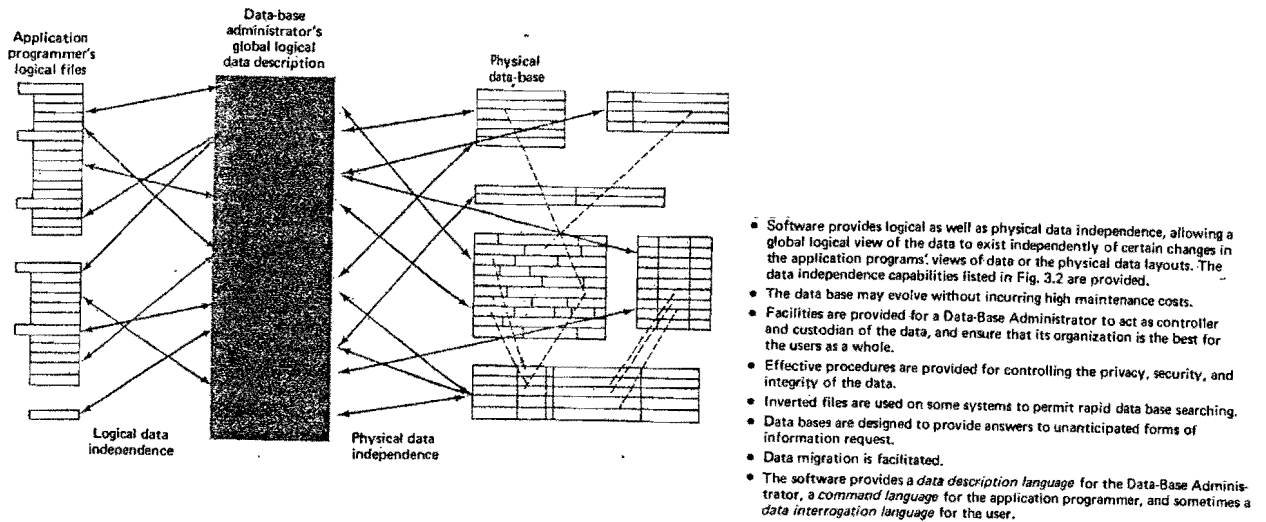 Application
programmer's
logical files
Data-base
administrator's
global logical
data description
Physical
data-base
Logical data
independence
Physical data
independence
• Software provides logical as well as physical data independence, allowing a
global logical view of the data to exist independently of certain changes in
the application programs' views of data or the physical data layouts. The
data independence capabilities listed in Fig. 3.2 are provided.
• The data base may evolve without incurring high maintenance costs.
• Facilities are provided for a Data-Base Administrator to act as controller
and custodian of the data, and ensure that its organization is the best for
the users as a whole.
• Effective procedures are provided for controlling the privacy, security, and
integrity of the data.
• Inverted files are used on some systems to permit rapid data base searching.
• Data bases are designed to provide answers to unanticipated forms of
information request.
• Data migration is facilitated.
• The software provides a data description language for the Data-Base Adminis-
trator, a command language for the application programmer, and sometimes a
data interrogation language for the user.